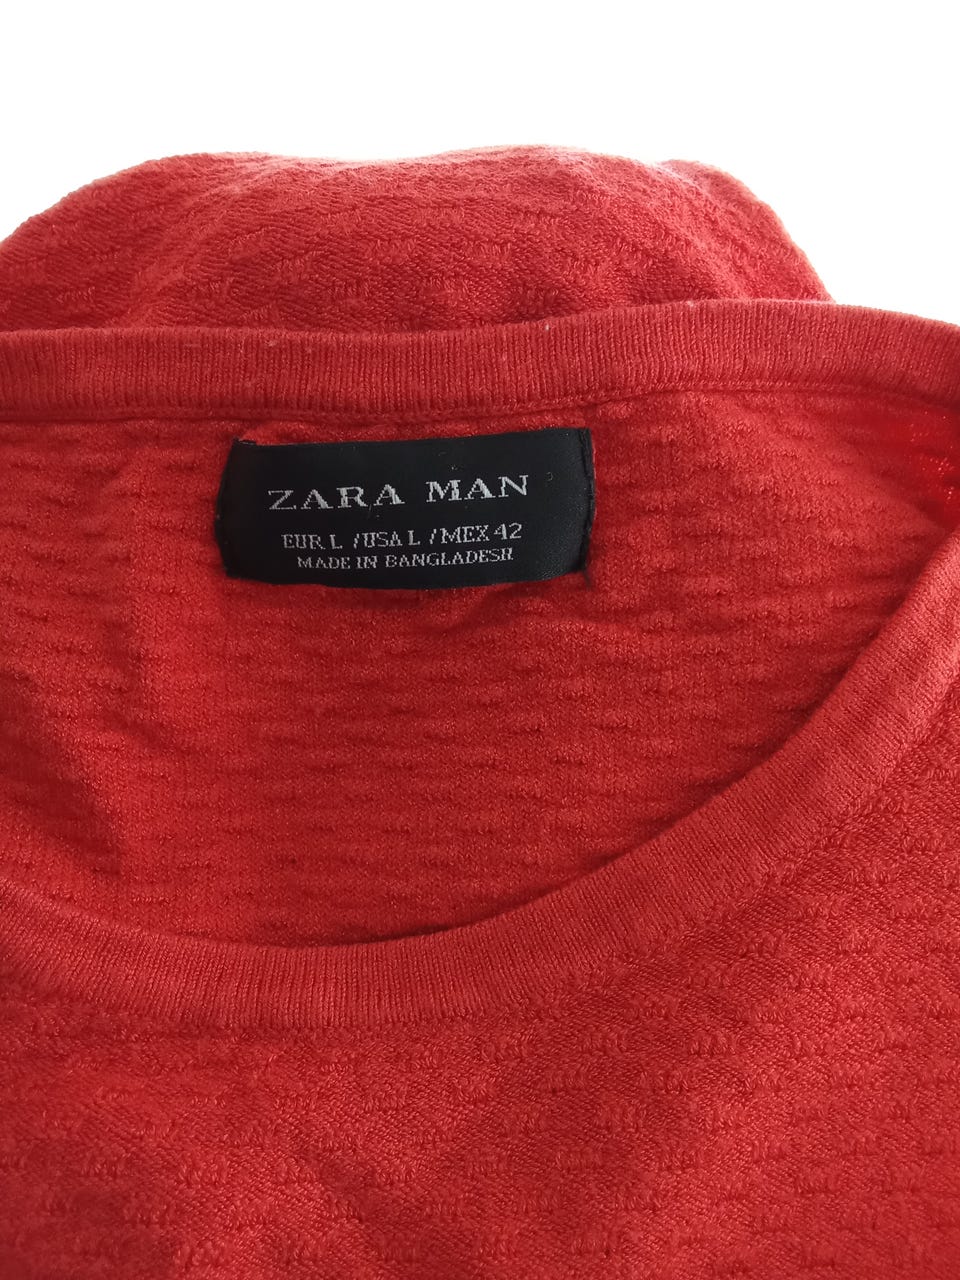 ZARA MAN
EUR L / USA L / MEX 42
MADE IN BANGLADESH